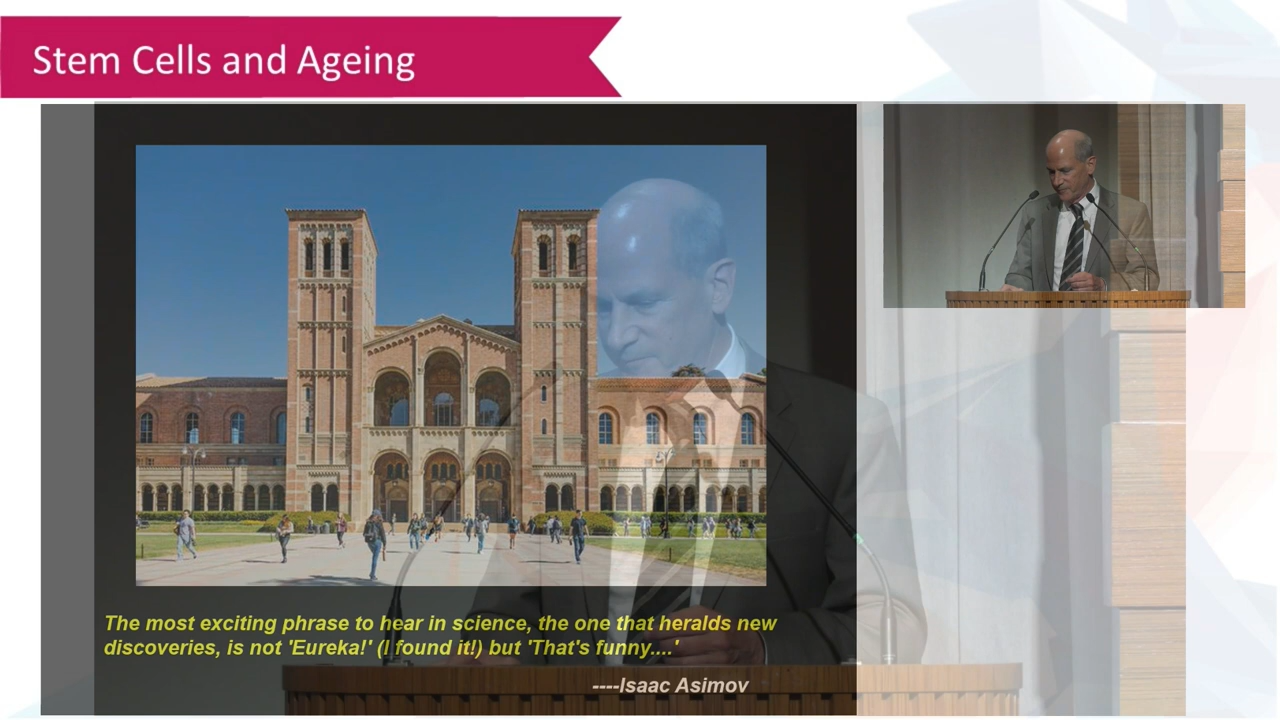 Stem Cells and Ageing
The most exciting phrase to hear in science, the one that heralds new
discoveries, is not 'Eureka!' (I found it!) but 'That's funny....'
----Isaac Asimov